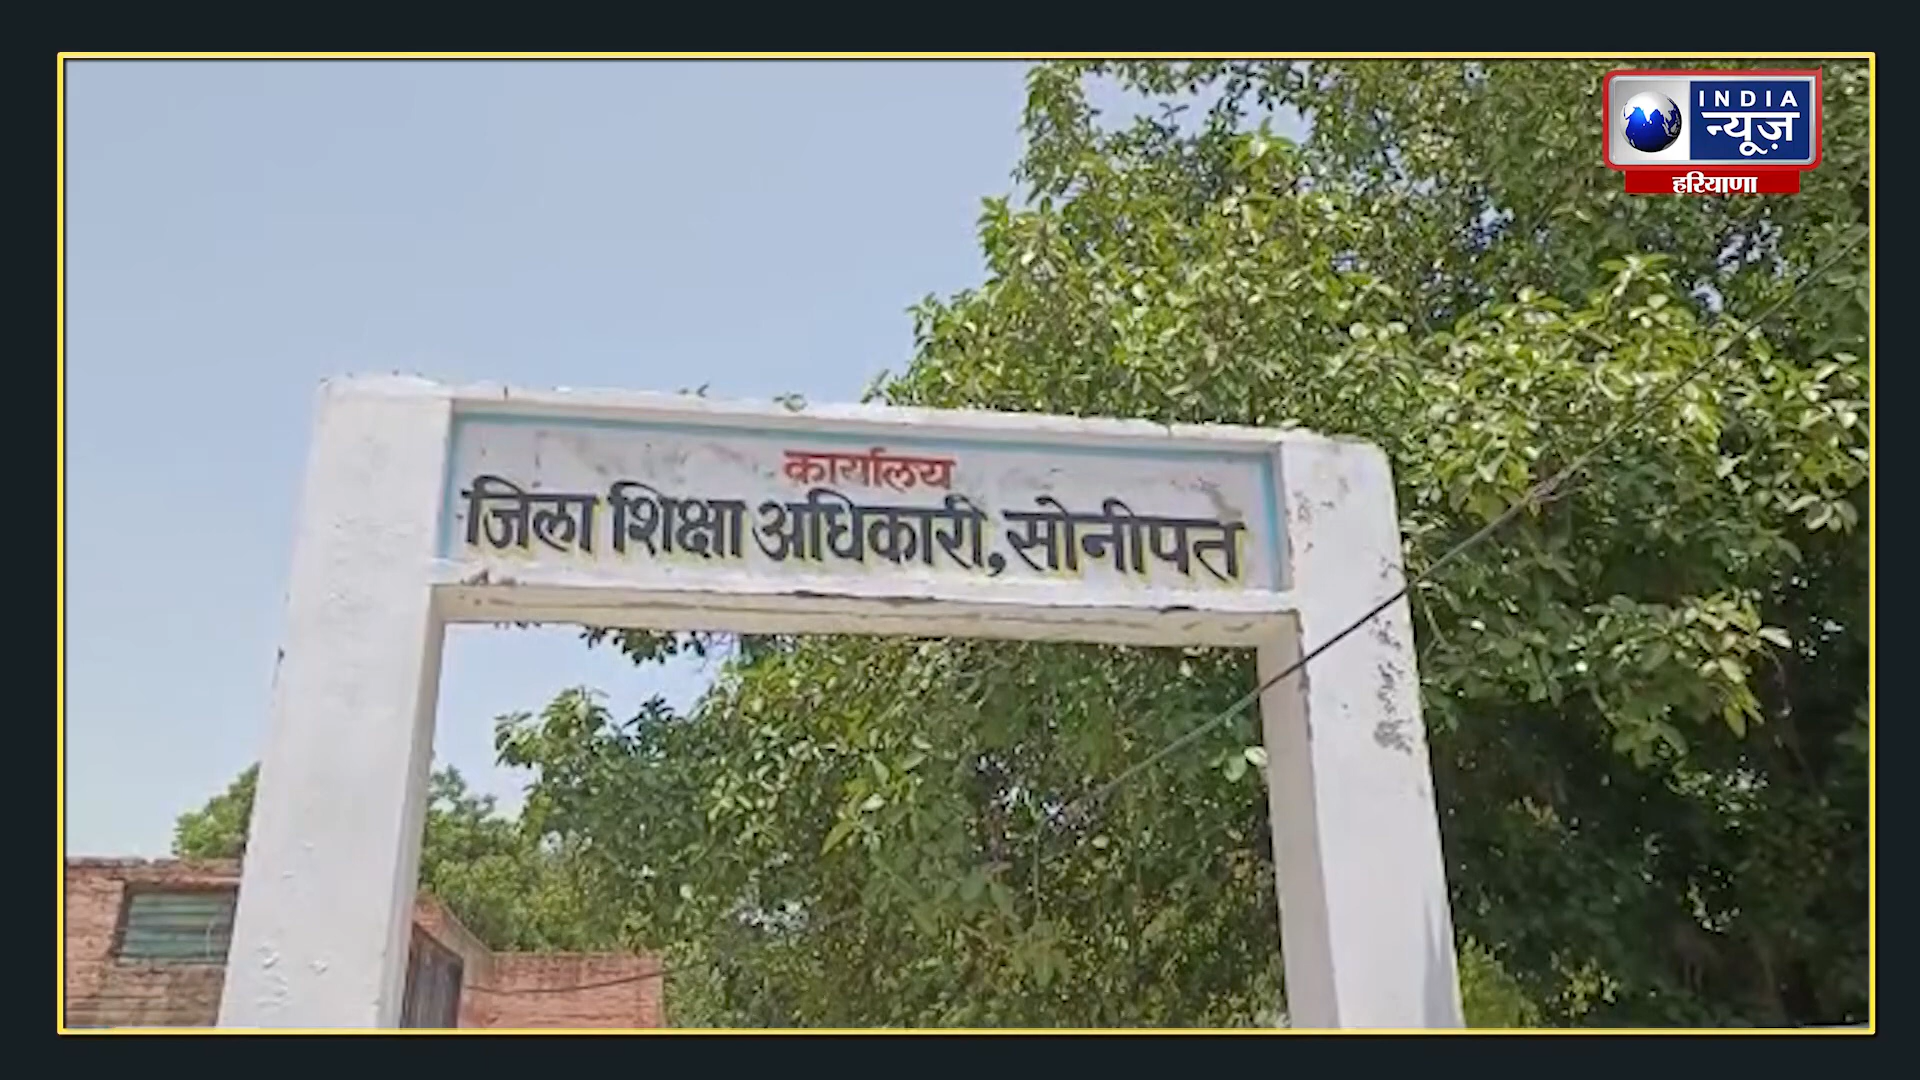 INDIA
न्यूज़
हरियाणा
कार्यालय
जिला शिक्षा अधिकारी, सोनीपत